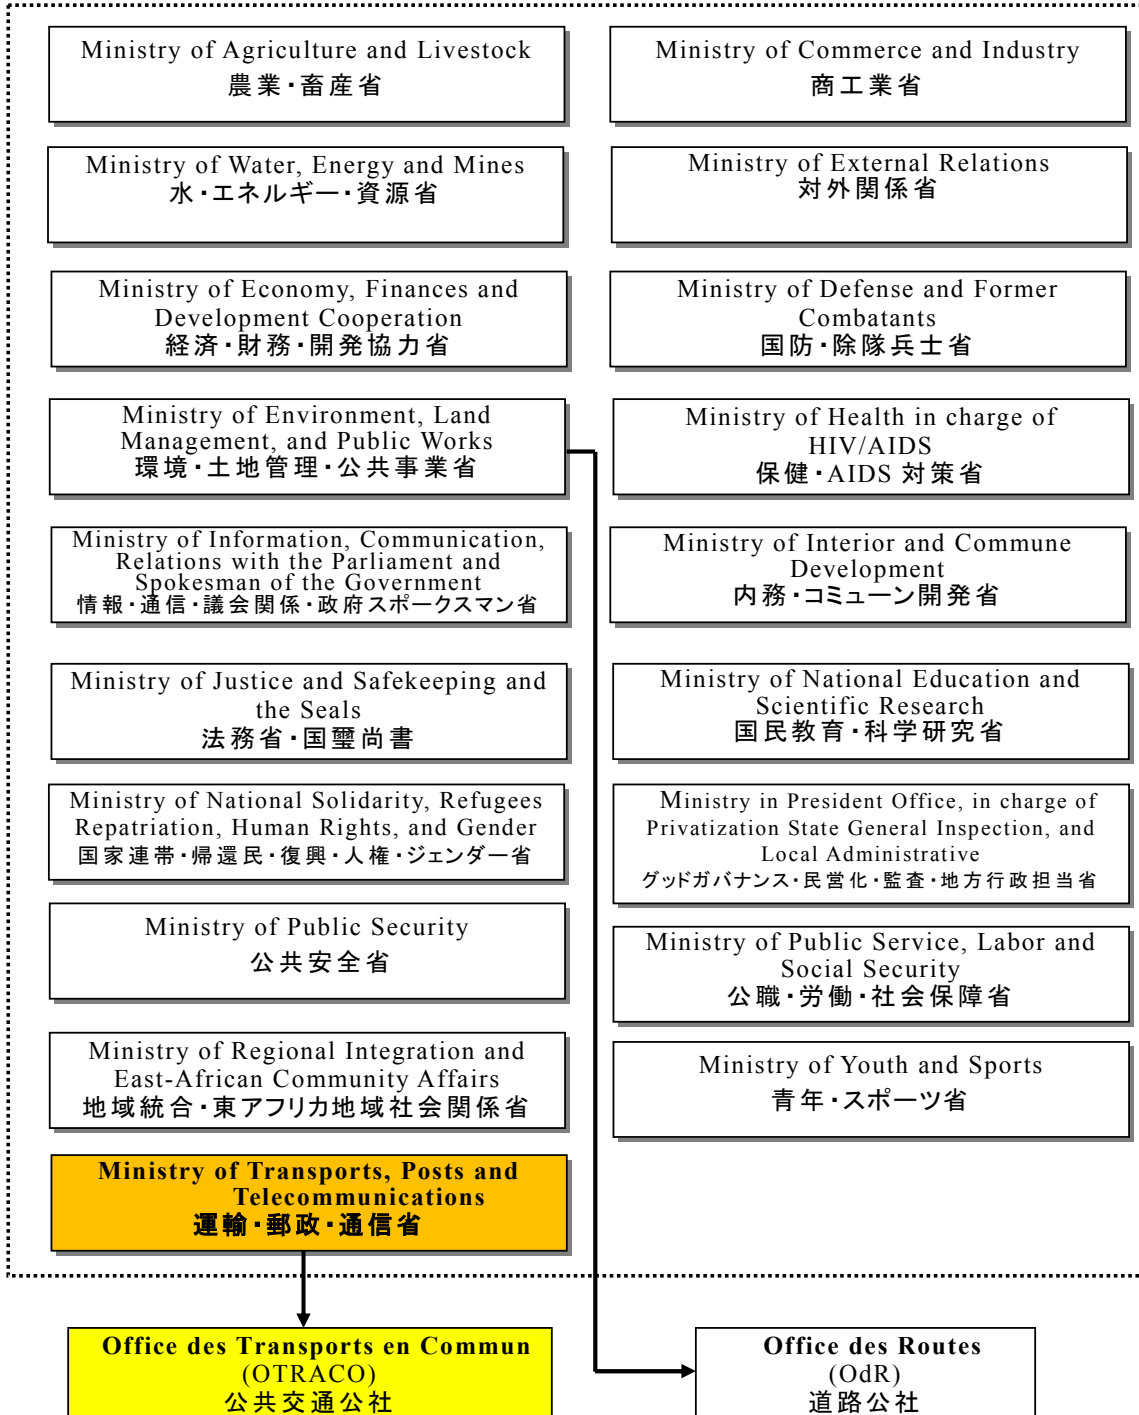 Ministry of Agriculture and Livestock
農業・畜産省
Ministry of Commerce and Industry
商工業省
Ministry of Water, Energy and Mines
水・エネルギー・資源省
Ministry of External Relations
対外関係省
Ministry of Economy, Finances and
Development Cooperation
経済・財務・開発協力省
Ministry of Defense and Former
Combatants
国防・除隊兵士省
Ministry of Environment, Land
Management, and Public Works
環境・土地管理・公共事業省
Ministry of Health in charge of
HIV/AIDS
保健・AIDS 対策省
Ministry of Information, Communication,
Relations with the Parliament and
Spokesman of the Government
情報・通信・議会関係・政府スポークスマン省
Ministry of Interior and Commune
Development
内務・コミューン開発省
Ministry of Justice and Safekeeping and
the Seals
法務省・国璽尚書
Ministry of National Education and
Scientific Research
国民教育・科学研究省
Ministry of National Solidarity, Refugees
Repatriation, Human Rights, and Gender
国家連帯・帰還民・復興・人権・ジェンダー省
Ministry in President Office, in charge of
Privatization State General Inspection, and
Local Administrative
グッドガバナンス・民営化・監査・地方行政担当省
Ministry of Public Security
公共安全省
Ministry of Public Service, Labor and
Social Security
公職・労働・社会保障省
Ministry of Regional Integration and
East-African Community Affairs
地域統合・東アフリカ地域社会関係省
Ministry of Youth and Sports
青年・スポーツ省
Ministry of Transports, Posts and
Telecommunications
運輸・郵政・通信省
Office des Transports en Commun
(OTRACO)
公共交通公社
Office des Routes
(OdR)
道路公社